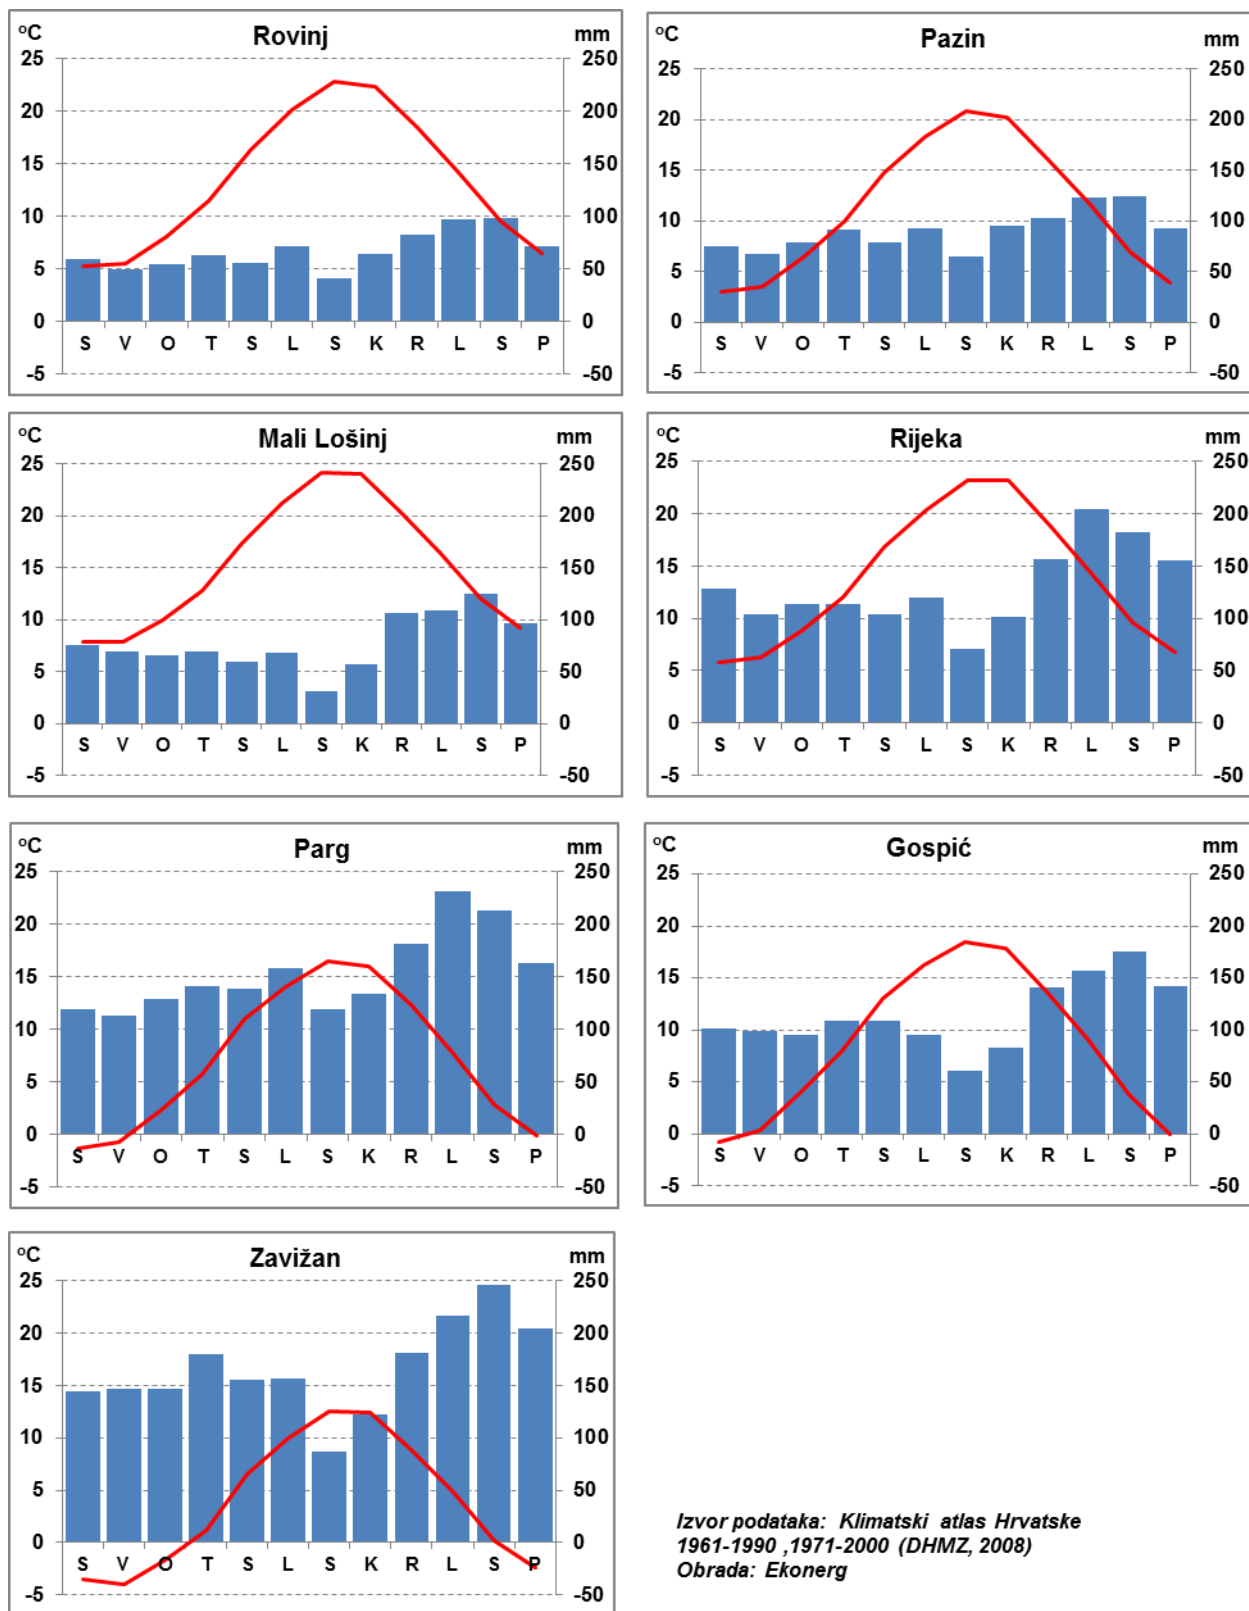 Rovinj
°C mm
25 250
20 200
15 150
10 100
5 50
0 0
S V O T S L S K R L S P
-5 -50
Pazin
°C mm
25 250
20 200
15 150
10 100
5 50
0 0
S V O T S L S K R L S P
-5 -50
Mali Lošinj
°C mm
25 250
20 200
15 150
10 100
5 50
0 0
S V O T S L S K R L S P
-5 -50
Rijeka
°C mm
25 250
20 200
15 150
10 100
5 50
0 0
S V O T S L S K R L S P
-5 -50
Parg
°C mm
25 250
20 200
15 150
10 100
5 50
0 0
S V O T S L S K R L S P
-5 -50
Gospić
°C mm
25 250
20 200
15 150
10 100
5 50
0 0
S V O T S L S K R L S P
-5 -50
Zavižan
°C mm
25 250
20 200
15 150
10 100
5 50
0 0
S V O T S L S K R L S P
-5 -50
Izvor podataka: Klimatski atlas Hrvatske
1961-1990 ,1971-2000 (DHMZ, 2008)
Obrada: Ekonerg